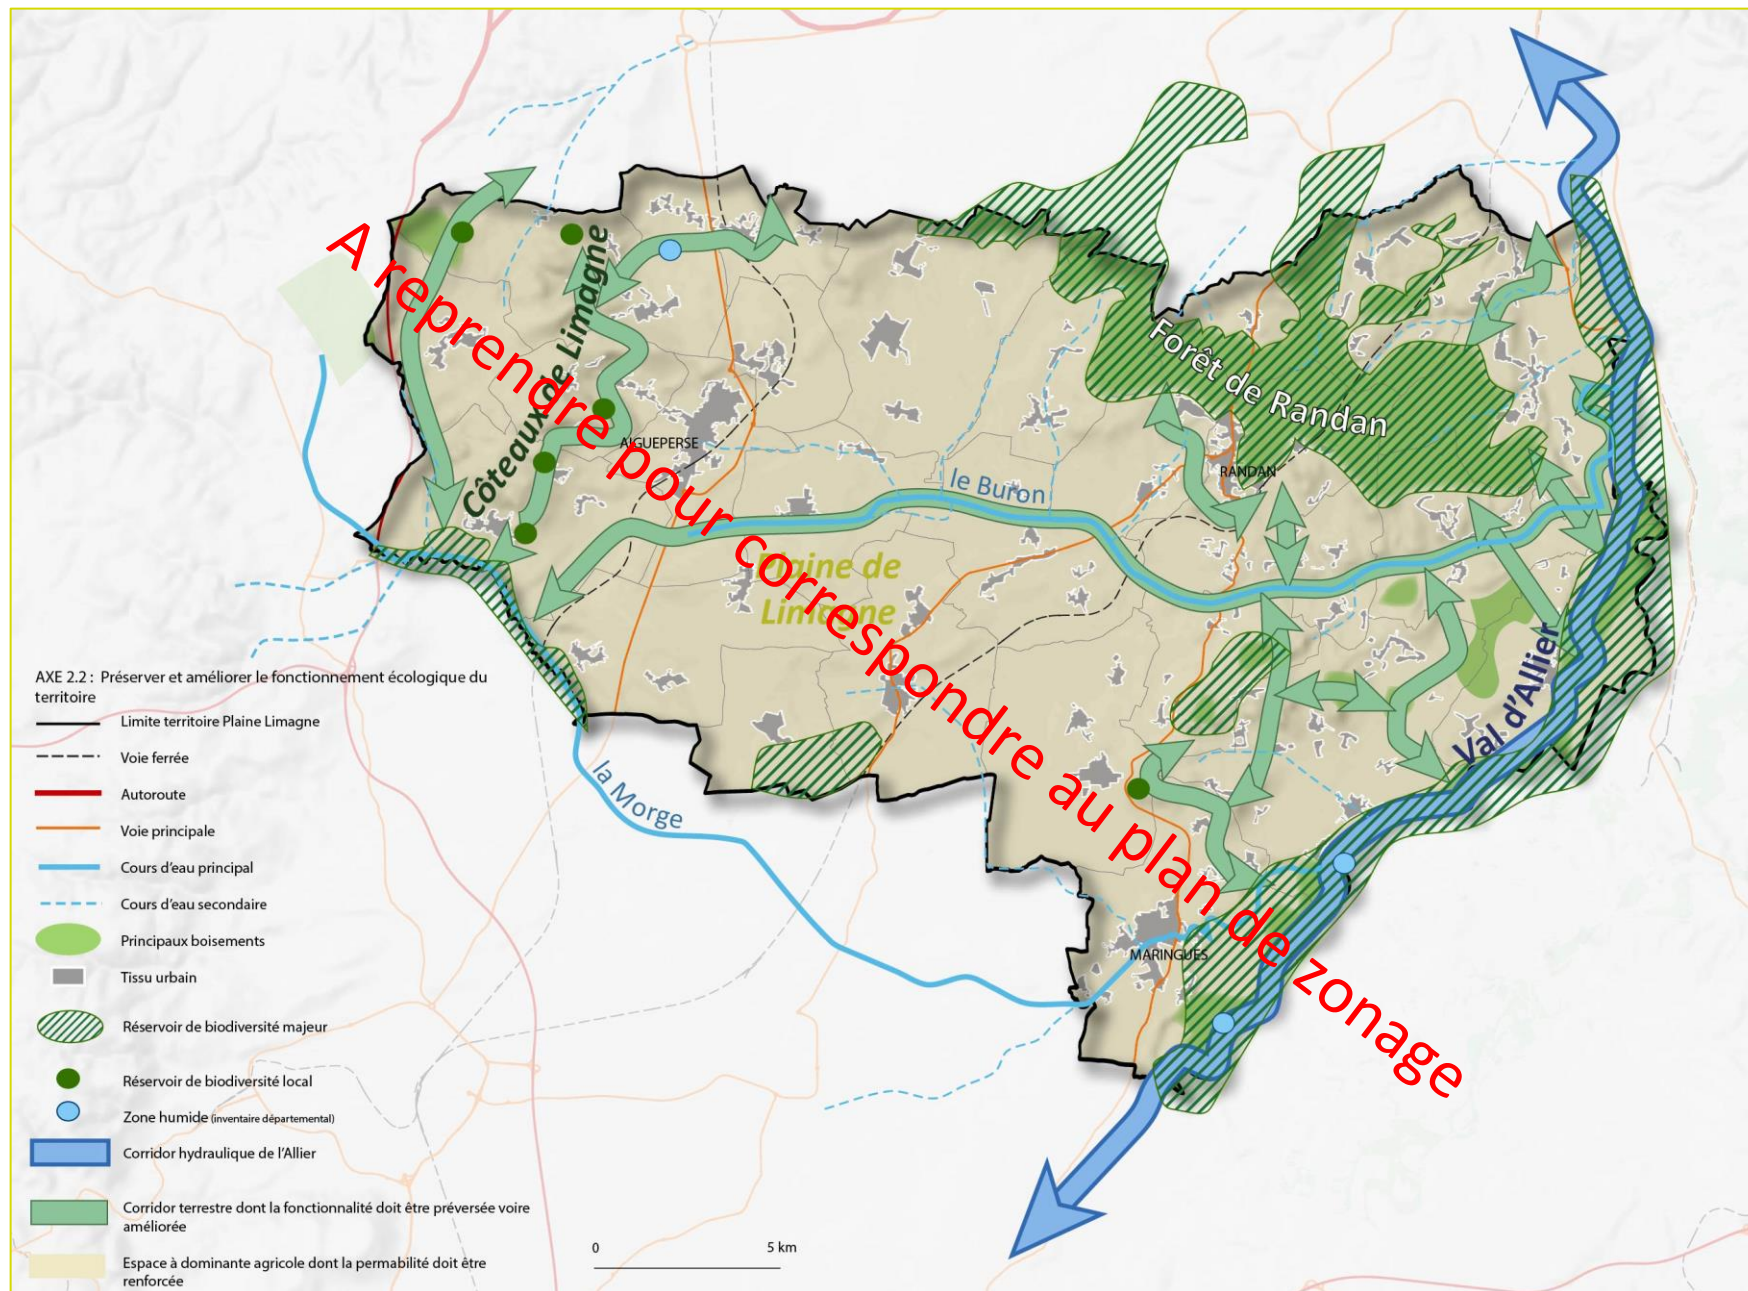 A reprendre pour correspondre au plan de zonage
Côteaux de Limagne
Forêt de Randan
AIGUEPERSE
RANDAN
le Buron
Plaine de
Limagne
Val d'Allier
la Morge
MARINGUES
AXE 2.2 : Préserver et améliorer le fonctionnement écologique du
territoire
Limite territoire Plaine Limagne
Voie ferrée
Autoroute
Voie principale
Cours d'eau principal
Cours d'eau secondaire
Principaux boisements
Tissu urbain
Réservoir de biodiversité majeur
Réservoir de biodiversité local
Zone humide (inventaire départemental)
Corridor hydraulique de l'Allier
Corridor terrestre dont la fonctionnalité doit être préversée voire
améliorée
Espace à dominante agricole dont la permabilité doit être
renforcée
0 5 km